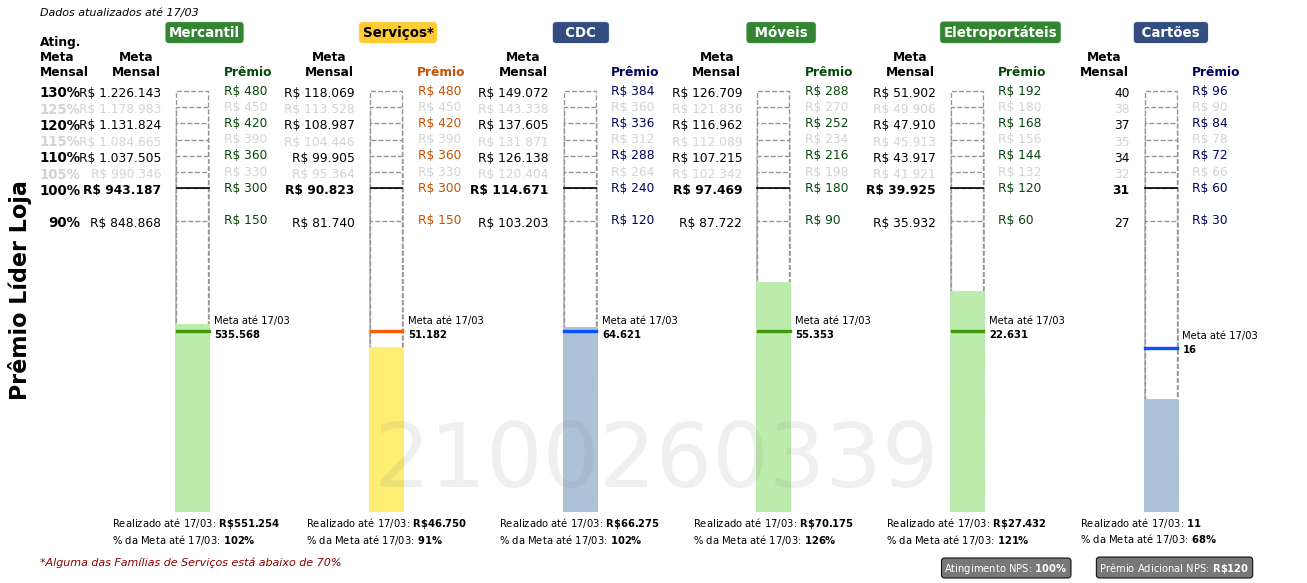 Dados atualizados até 17/03
Mercantil Serviços* CDC Móveis Eletroportáteis Cartões
Ating. Meta Mensal Meta Mensal Prêmio Meta Mensal Prêmio Meta Mensal Prêmio Meta Mensal Prêmio Meta Mensal Prêmio Meta Mensal Prêmio
130% R$ 1.226.143 R$ 480 R$ 118.069 R$ 480 R$ 149.072 R$ 384 R$ 126.709 R$ 288 R$ 51.902 R$ 192 40 R$ 96
125% R$ 1.178.983 R$ 450 R$ 113.528 R$ 450 R$ 143.338 R$ 360 R$ 121.836 R$ 270 R$ 49.906 R$ 180 38 R$ 90
120% R$ 1.131.824 R$ 420 R$ 108.987 R$ 420 R$ 137.605 R$ 336 R$ 116.962 R$ 252 R$ 47.910 R$ 168 37 R$ 84
115% R$ 1.084.665 R$ 390 R$ 104.446 R$ 390 R$ 131.871 R$ 312 R$ 112.089 R$ 234 R$ 45.913 R$ 156 35 R$ 78
110% R$ 1.037.505 R$ 360 R$ 99.905 R$ 360 R$ 126.138 R$ 288 R$ 107.215 R$ 216 R$ 43.917 R$ 144 34 R$ 72
105% R$ 990.346 R$ 330 R$ 95.364 R$ 330 R$ 120.404 R$ 264 R$ 102.342 R$ 198 R$ 41.921 R$ 132 32 R$ 66
100% R$ 943.187 R$ 300 R$ 90.823 R$ 300 R$ 114.671 R$ 240 R$ 97.469 R$ 180 R$ 39.925 R$ 120 31 R$ 60
90% R$ 848.868 R$ 150 R$ 81.740 R$ 150 R$ 103.203 R$ 120 R$ 87.722 R$ 90 R$ 35.932 R$ 60 27 R$ 30
Prêmio Líder Loja
Meta até 17/03 Meta até 17/03 Meta até 17/03 Meta até 17/03 Meta até 17/03 Meta até 17/03
535.568 51.182 64.621 55.353 22.631 16
2100260339
Realizado até 17/03: R$551.254 Realizado até 17/03: R$46.750 Realizado até 17/03: R$66.275 Realizado até 17/03: R$70.175 Realizado até 17/03: R$27.432 Realizado até 17/03: 11
% da Meta até 17/03: 102% % da Meta até 17/03: 91% % da Meta até 17/03: 102% % da Meta até 17/03: 126% % da Meta até 17/03: 121% % da Meta até 17/03: 68%
*Alguma das Famílias de Serviços está abaixo de 70% Atingimento NPS: 100% Prêmio Adicional NPS: R$120